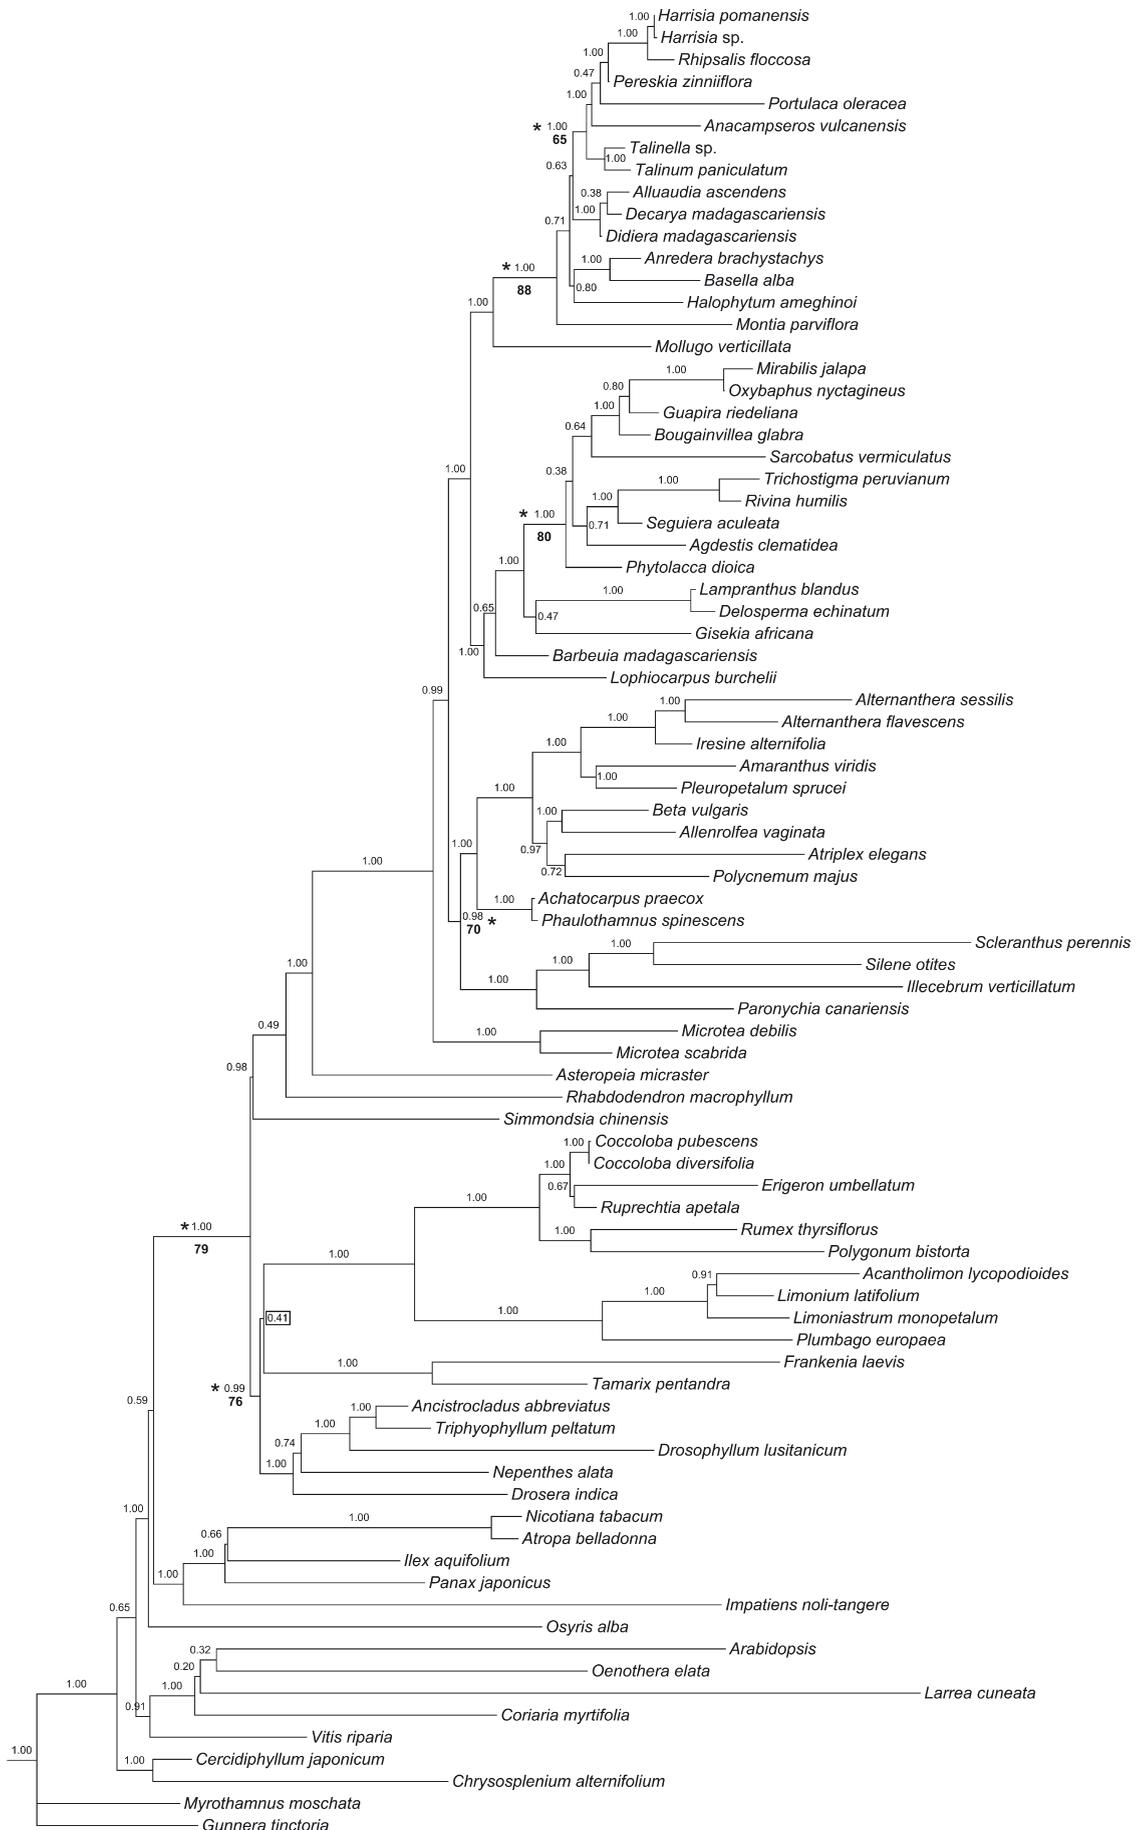 1.00 Harrisia pomanensis
1.00 Harrisia sp.
1.00 Rhipsalis floccosa
0.47 Pereskia zinniiflora
1.00 Portulaca oleracea
* 1.00 Anacampseros vulcanensis
65
Talinella sp.
1.00
0.63 Talinum paniculatum
0.38 Alluaudia ascendens
1.00 Decarya madagascariensis
0.71
Didiera madagascariensis
1.00 Anredera brachystachys
* 1.00
88 0.80 Basella alba
1.00 Halophytum ameghinoi
Montia parviflora
Mollugo verticillata
1.00 Mirabilis jalapa
0.80 Oxybaphus nyctagineus
1.00 Guapira riedeliana
0.64 Bougainvillea glabra
Sarcobatus vermiculatus
1.00 0.38 1.00 Trichostigma peruvianum
1.00 Rivina humilis
* 1.00 0.71 Seguiera aculeata
80 Agdestis clematidea
1.00 Phytolacca dioica
1.00 Lampranthus blandus
0.65 0.47 Delosperma echinatum
Gisekia africana
1.00 Barbeuia madagascariensis
Lophiocarpus burchelii
0.99 1.00 Alternanthera sessilis
1.00 Alternanthera flavescens
1.00 Iresine alternifolia
1.00 Amaranthus viridis
1.00 Pleuropetalum sprucei
1.00 Beta vulgaris
1.00 Allenrolfea vaginata
0.97 Atriplex elegans
1.00 0.72 Polycnemum majus
1.00 Achatocarpus praecox
0.98 * Phaulothamnus spinescens
70
1.00 Scleranthus perennis
1.00 1.00 Silene otites
1.00 Illecebrum verticillatum
Paronychia canariensis
0.49 1.00 Microtea debilis
Microtea scabrida
0.98 Asteropeia micraster
Rhabdodendron macrophyllum
Simmondsia chinensis
1.00 Coccoloba pubescens
1.00 Coccoloba diversifolia
0.67 Erigeron umbellatum
1.00 Ruprechtia apetala
* 1.00 1.00 Rumex thyrsiflorus
79 1.00 Polygonum bistorta
0.91 Acantholimon lycopodioides
1.00 Limonium latifolium
0.41 1.00 Limoniastrum monopetalum
Plumbago europaea
1.00 Frankenia laevis
* 0.99 Tamarix pentandra
76
0.59 1.00 Ancistrocladus abbreviatus
1.00 Triphyophyllum peltatum
0.74 Drosophyllum lusitanicum
1.00 Nepenthes alata
Drosera indica
1.00 1.00 Nicotiana tabacum
0.66 Atropa belladonna
1.00 Ilex aquifolium
1.00 Panax japonicus
0.65 Impatiens noli-tangere
Osyris alba
0.32 Arabidopsis
0.20 Oenothera elata
1.00 1.00 Larrea cuneata
0.91 Coriaria myrtifolia
Vitis riparia
1.00 1.00 Cercidiphyllum japonicum
Chrysosplenium alternifolium
Myrothamnus moschata
Gunnera tinctoria